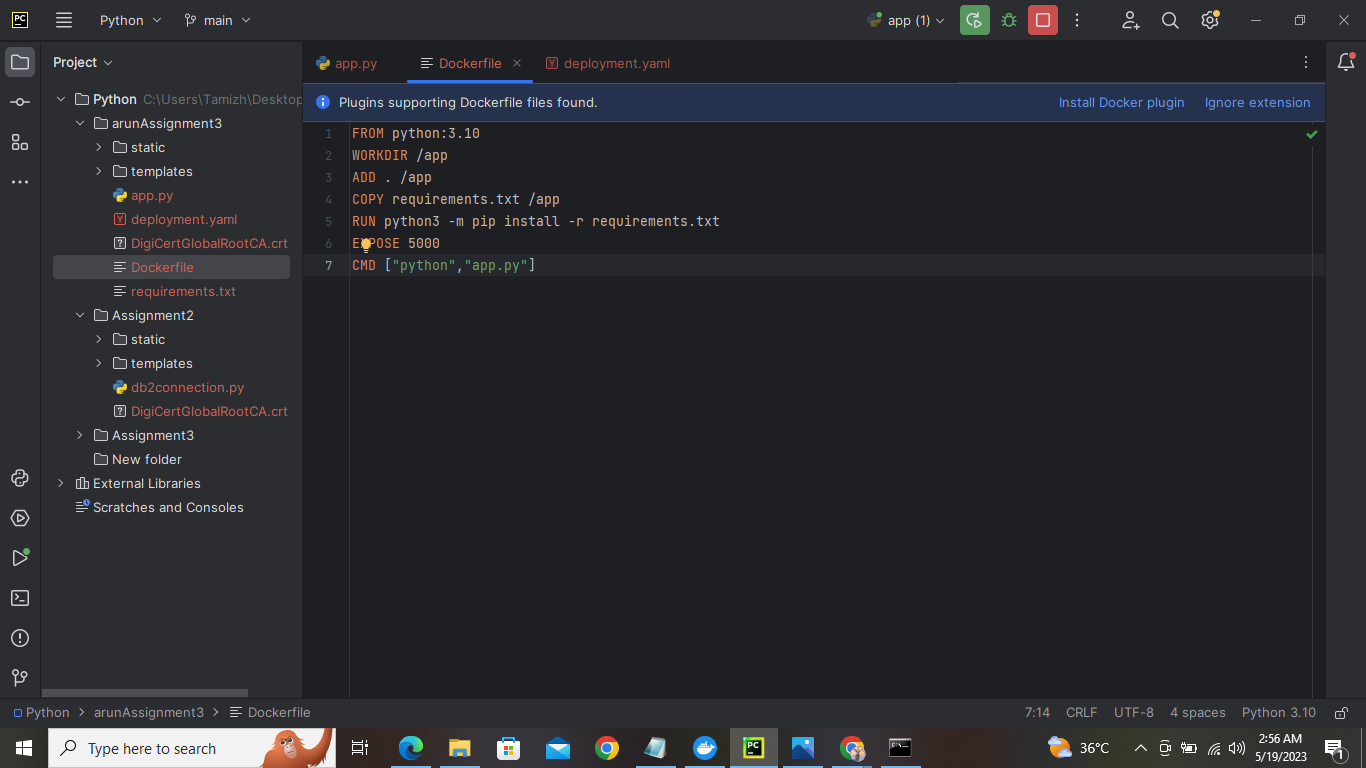 PC
Python
main
app (1)
Project
app.py
Dockerfile
Y
deployment.yaml
Plugins supporting Dockerfile files found.
Install Docker plugin
Ignore extension
Python C:\Users\Tamizh\Desktop
arunAssignment3
static
templates
app.py
Y deployment.yaml
? DigiCertGlobalRootCA.crt
Dockerfile
requirements.txt
Assignment2
static
templates
db2connection.py
? DigiCertGlobalRootCA.crt
Assignment3
New folder
External Libraries
Scratches and Consoles
1 FROM python:3.10
2 WORKDIR /app
3 ADD . /app
4 COPY requirements.txt /app
5 RUN python3 -m pip install -r requirements.txt
6 EXPOSE 5000
7 CMD ["python","app.py"]
Python > arunAssignment3 > Dockerfile
7:14 CRLF UTF-8 4 spaces Python 3.10
Type here to search
PC
36°C
2:56 AM
5/19/2023
1